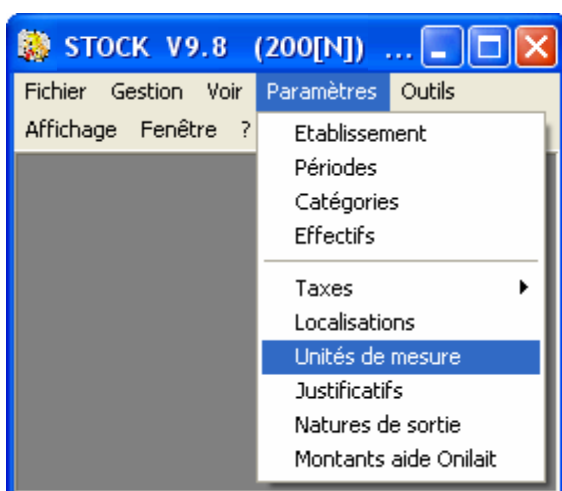 STOCK V9.8 (200[N]) ...
Fichier Gestion Voir Paramètres Outils
Affichage Fenêtre ?
Etablissement
Périodes
Catégories
Effectifs
Taxes
Localisations
Unités de mesure
Justificatifs
Natures de sortie
Montants aide Onilait